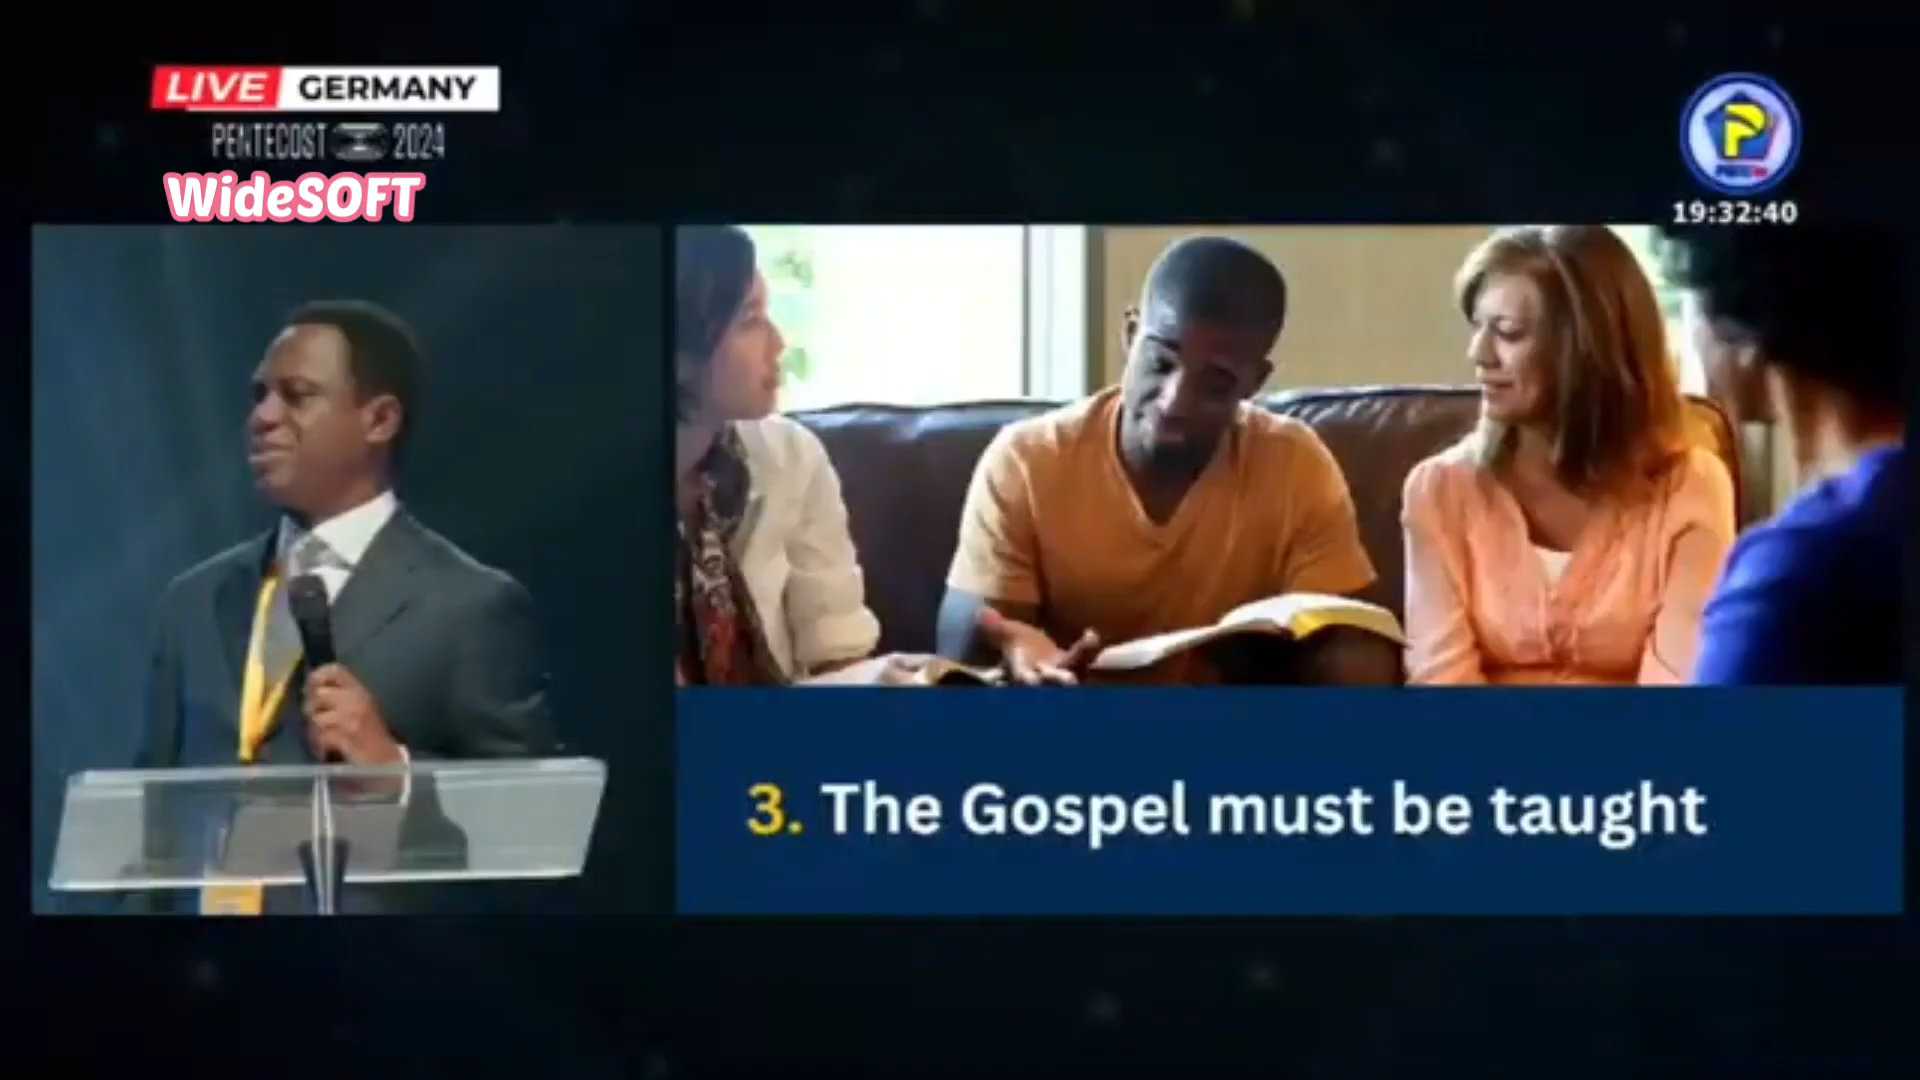 LIVE GERMANY
PENTECOST 2024
WideSOFT
19:32:40
3. The Gospel must be taught